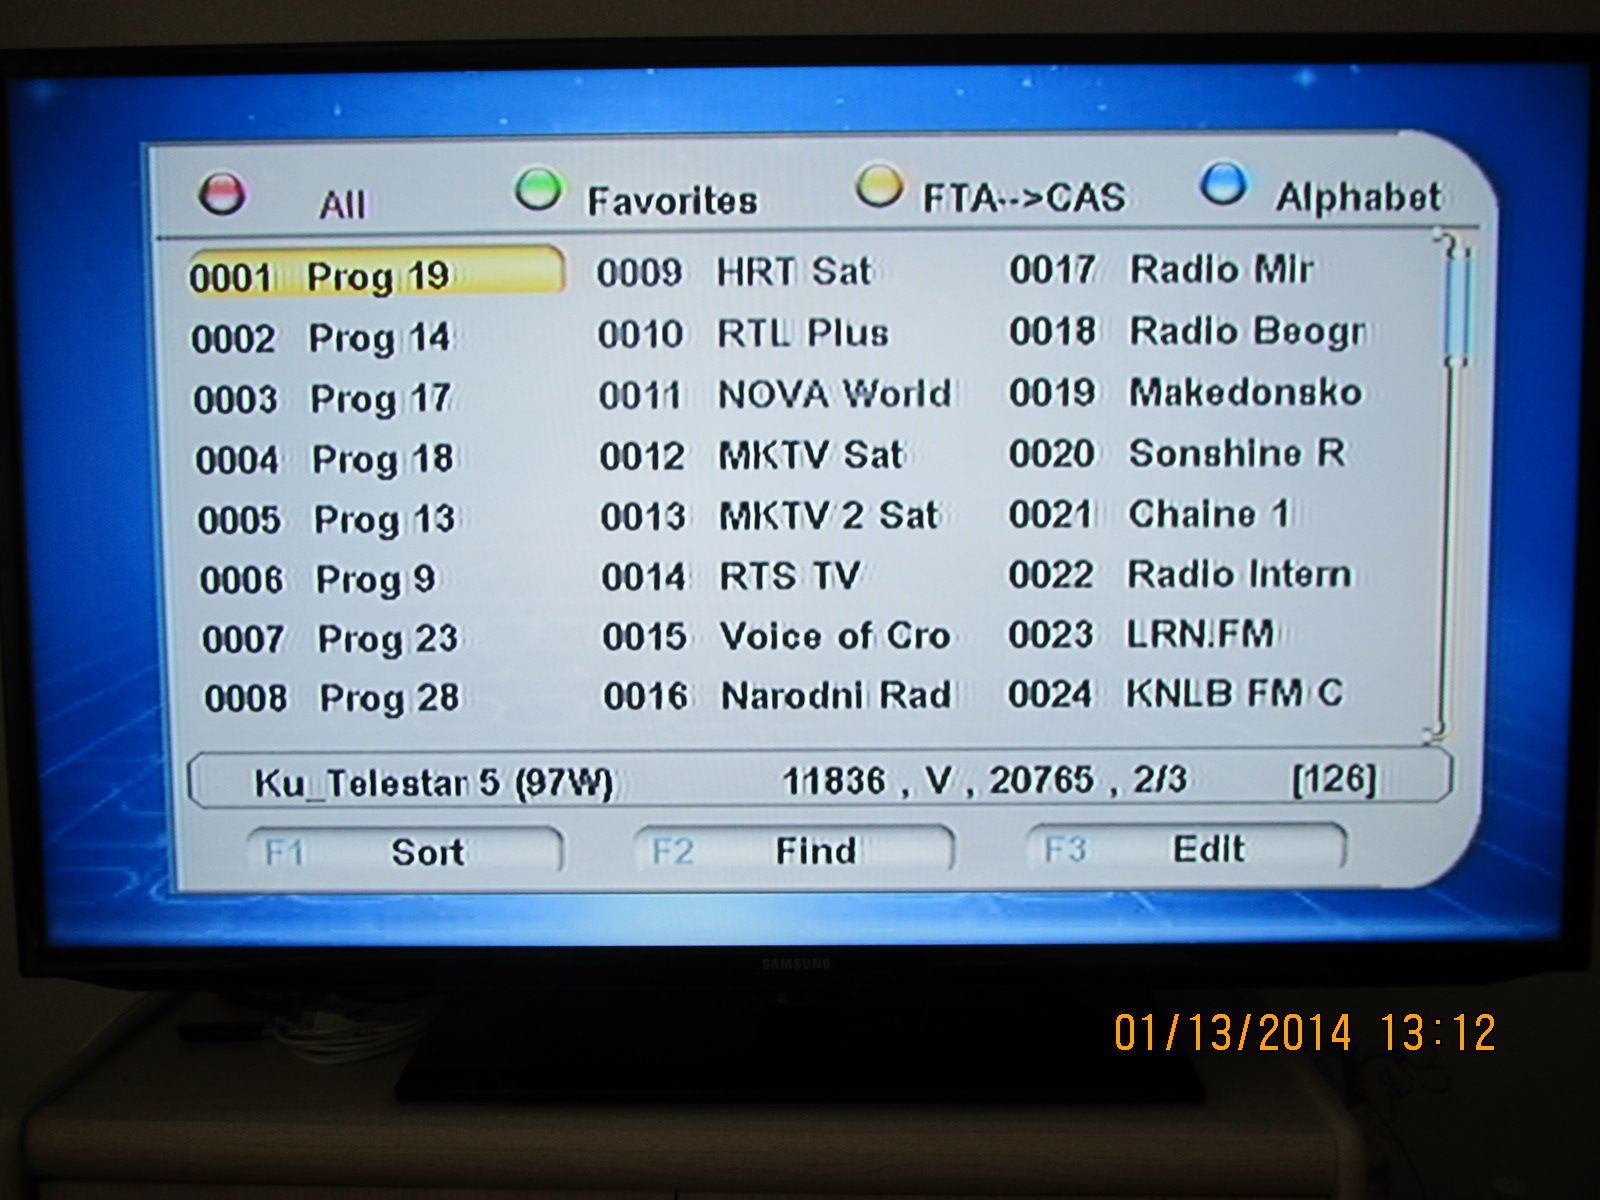 All Favorites FTA-->CAS Alphabet
0001 Prog 19 0009 HRT Sat 0017 Radio Mir
0002 Prog 14 0010 RTL Plus 0018 Radio Beogr
0003 Prog 17 0011 NOVA World 0019 Makedonsko
0004 Prog 18 0012 MKTV Sat 0020 Sonshine R
0005 Prog 13 0013 MKTV 2 Sat 0021 Chaine 1
0006 Prog 9 0014 RTS TV 0022 Radio Intern
0007 Prog 23 0015 Voice of Cro 0023 LRN.FM
0008 Prog 28 0016 Narodni Rad 0024 KNLB FM C
Ku_Telestar 5 (97W) 11836 , V , 20765 , 2/3 [126]
F1 Sort F2 Find F3 Edit
SAMSUNG
01/13/2014 13:12